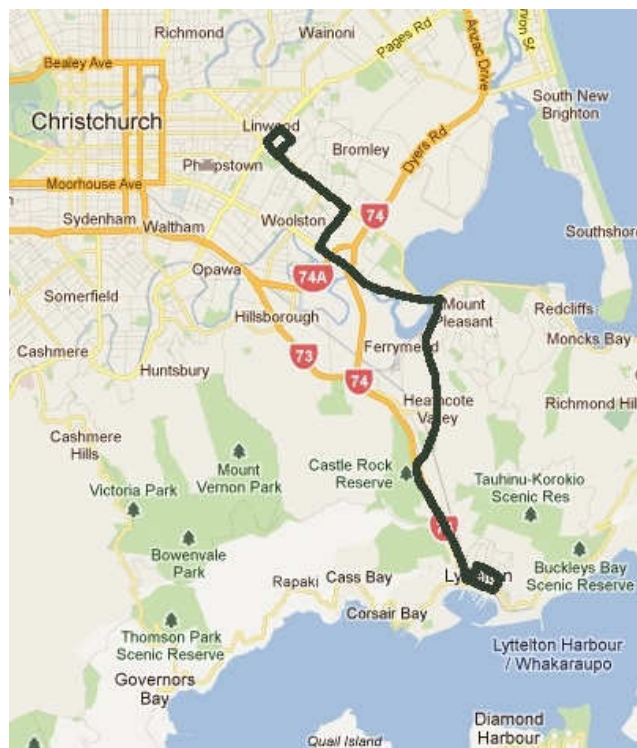 Richmond
Wainoni
Pages Rd
Anzac Drive
Bealey Ave
South New
Brighton
Christchurch
Linwood
Bromley
Dyers Rd
Phillipstown
Moorhouse Ave
Sydenham
Waltham
Woolston
74
Southshore
Opawa
74A
Somerfield
Mount
Pleasant
Redcliffs
Hillsborough
Moncks Bay
Cashmere
73
Ferrymead
Huntsbury
74
Heathcote
Valley
Richmond Hill
Cashmere
Hills
Mount
Vernon Park
Castle Rock
Reserve
Tauhinu-Korokio
Scenic Res
Victoria Park
Bowenvale
Park
Buckleys Bay
Scenic Reserve
Rapaki
Cass Bay
Lyttelton
Corsair Bay
Thomson Park
Scenic Reserve
Lyttelton Harbour
/ Whakaraupo
Governors
Bay
Diamond
Harbour
Quail Island